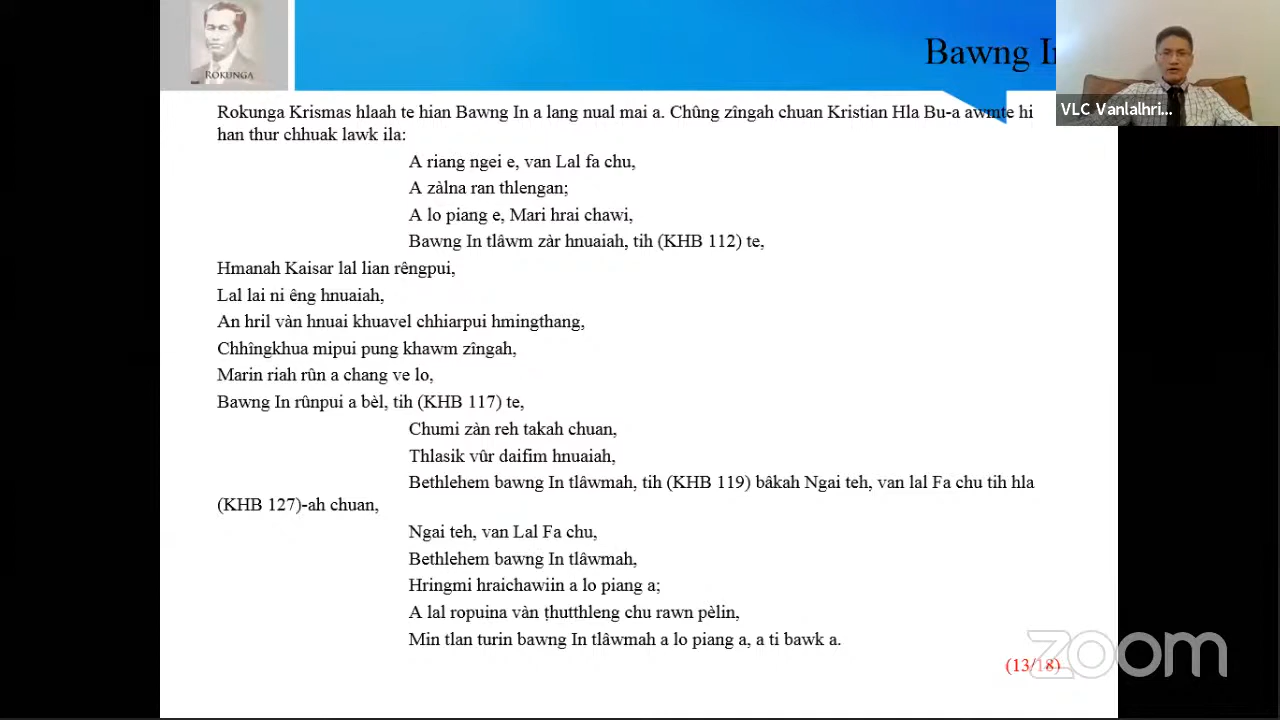 ROKUNGA
Bawng In
VLC Vanlalhri...
Rokunga Krismas hlaah te hian Bawng In a lang nual mai a. Chûng zîngah chuan Kristian Hla Bu-a awmte hi
han thur chhuak lawk ila:
A riang ngei e, van Lal fa chu,
A zàlna ran thlengan;
A lo piang e, Mari hrai chawi,
Bawng In tlâwm zàr hnuaiah, tih (KHB 112) te,
Hmanah Kaisar lal lian rêngpui,
Lal lai ni êng hnuaiah,
An hril vàn hnuai khuavel chhiarpui hmingthang,
Chhîngkhua mipui pung khawm zîngah,
Marin riah rûn a chang ve lo,
Bawng In rûnpui a bèl, tih (KHB 117) te,
Chumi zàn reh takah chuan,
Thlasik vûr daifim hnuaiah,
Bethlehem bawng In tlâwmah, tih (KHB 119) bâkah Ngai teh, van lal Fa chu tih hla
(KHB 127)-ah chuan,
Ngai teh, van Lal Fa chu,
Bethlehem bawng In tlâwmah,
Hringmi hraichawiin a lo piang a;
A lal ropuina vàn ṭhutthleng chu rawn pèlin,
Min tlan turin bawng In tlâwmah a lo piang a, a ti bawk a.
(13/18)
zoom